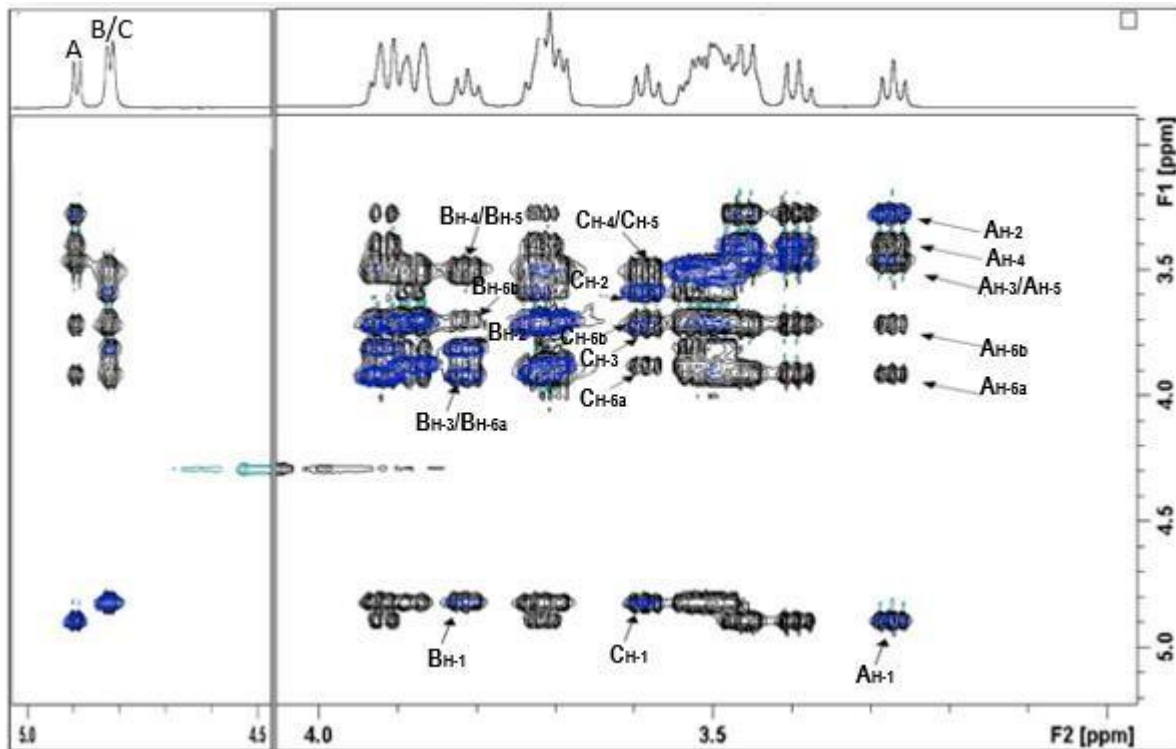 B/C
A
BH-4/BH-5
CH-4/CH-5
AH-2
AH-4
AH-3/AH-5
BH-6b
CH-2
BH-2
CH-6b
CH-3
AH-6b
CH-6a
AH-6a
BH-3/BH-6a
BH-1
CH-1
AH-1
F1 [ppm]
3.5
4.0
4.5
5.0
5.0
4.5
4.0
3.5
F2 [ppm]